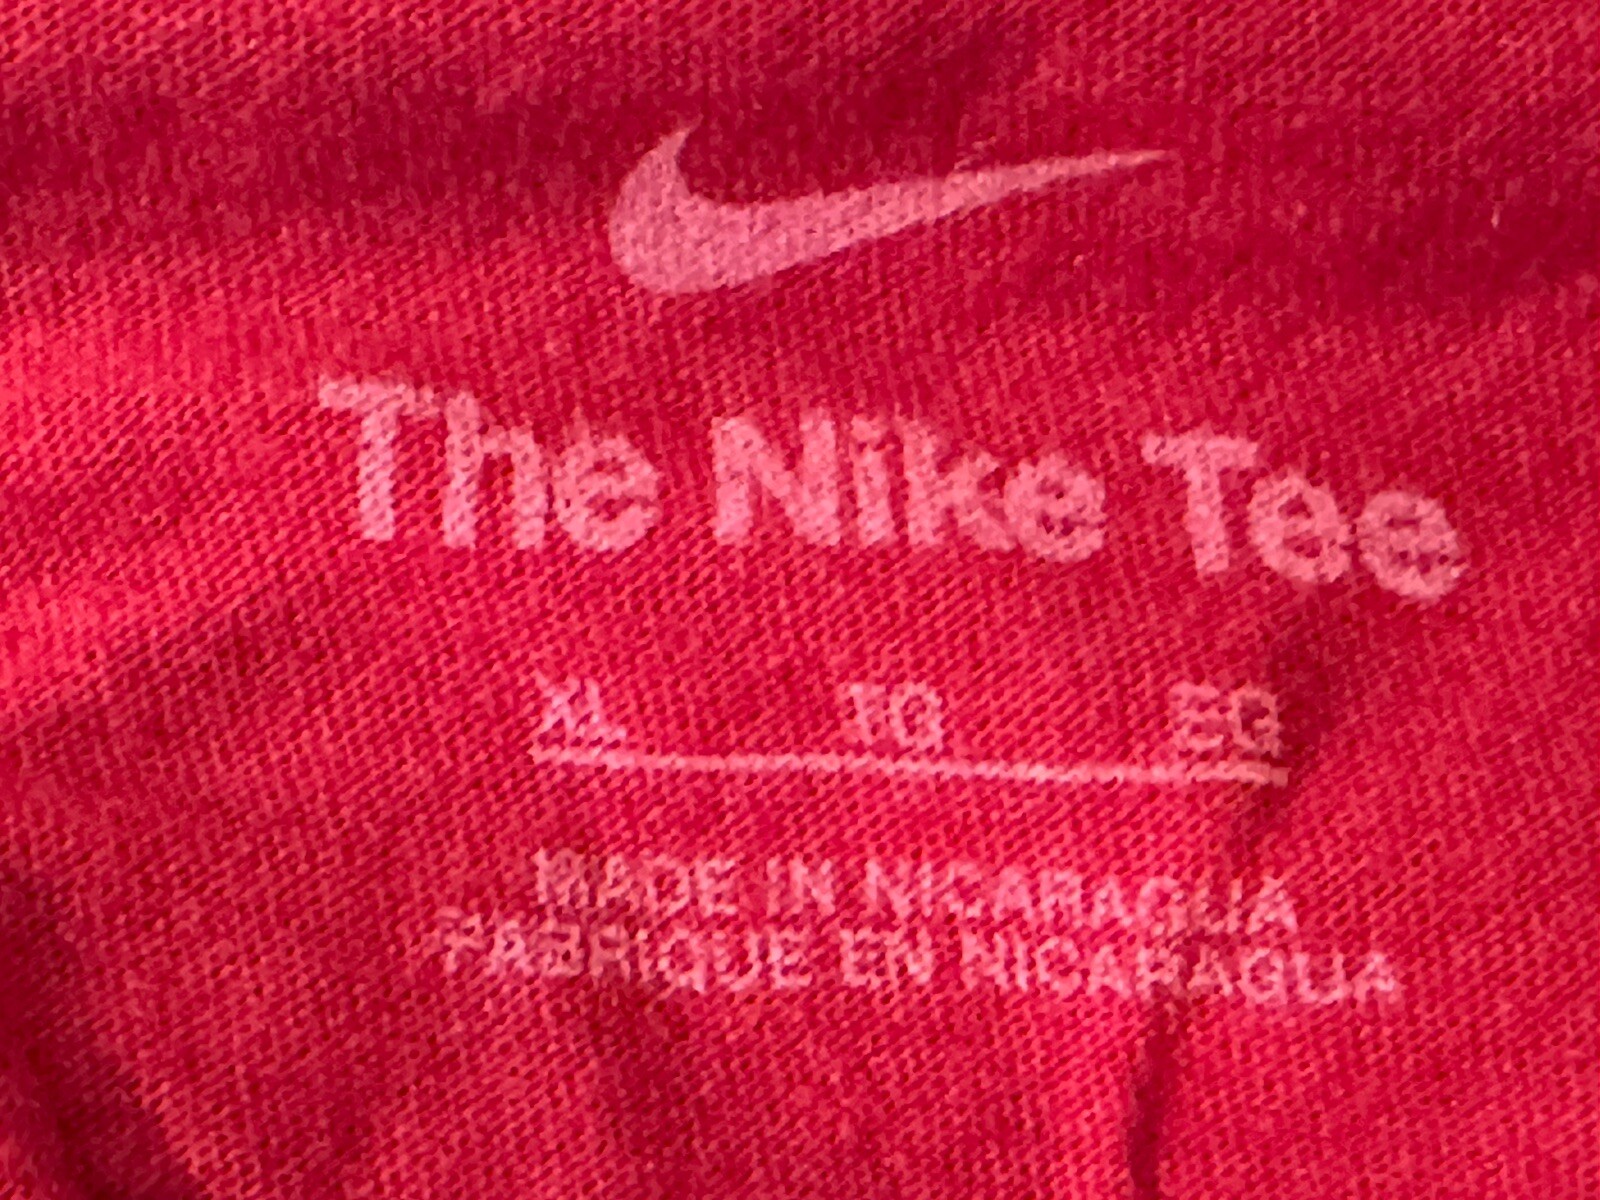 The Nike Tee
XL TG EG
MADE IN NICARAGUA
FABRIQUE EN NICARAGUA